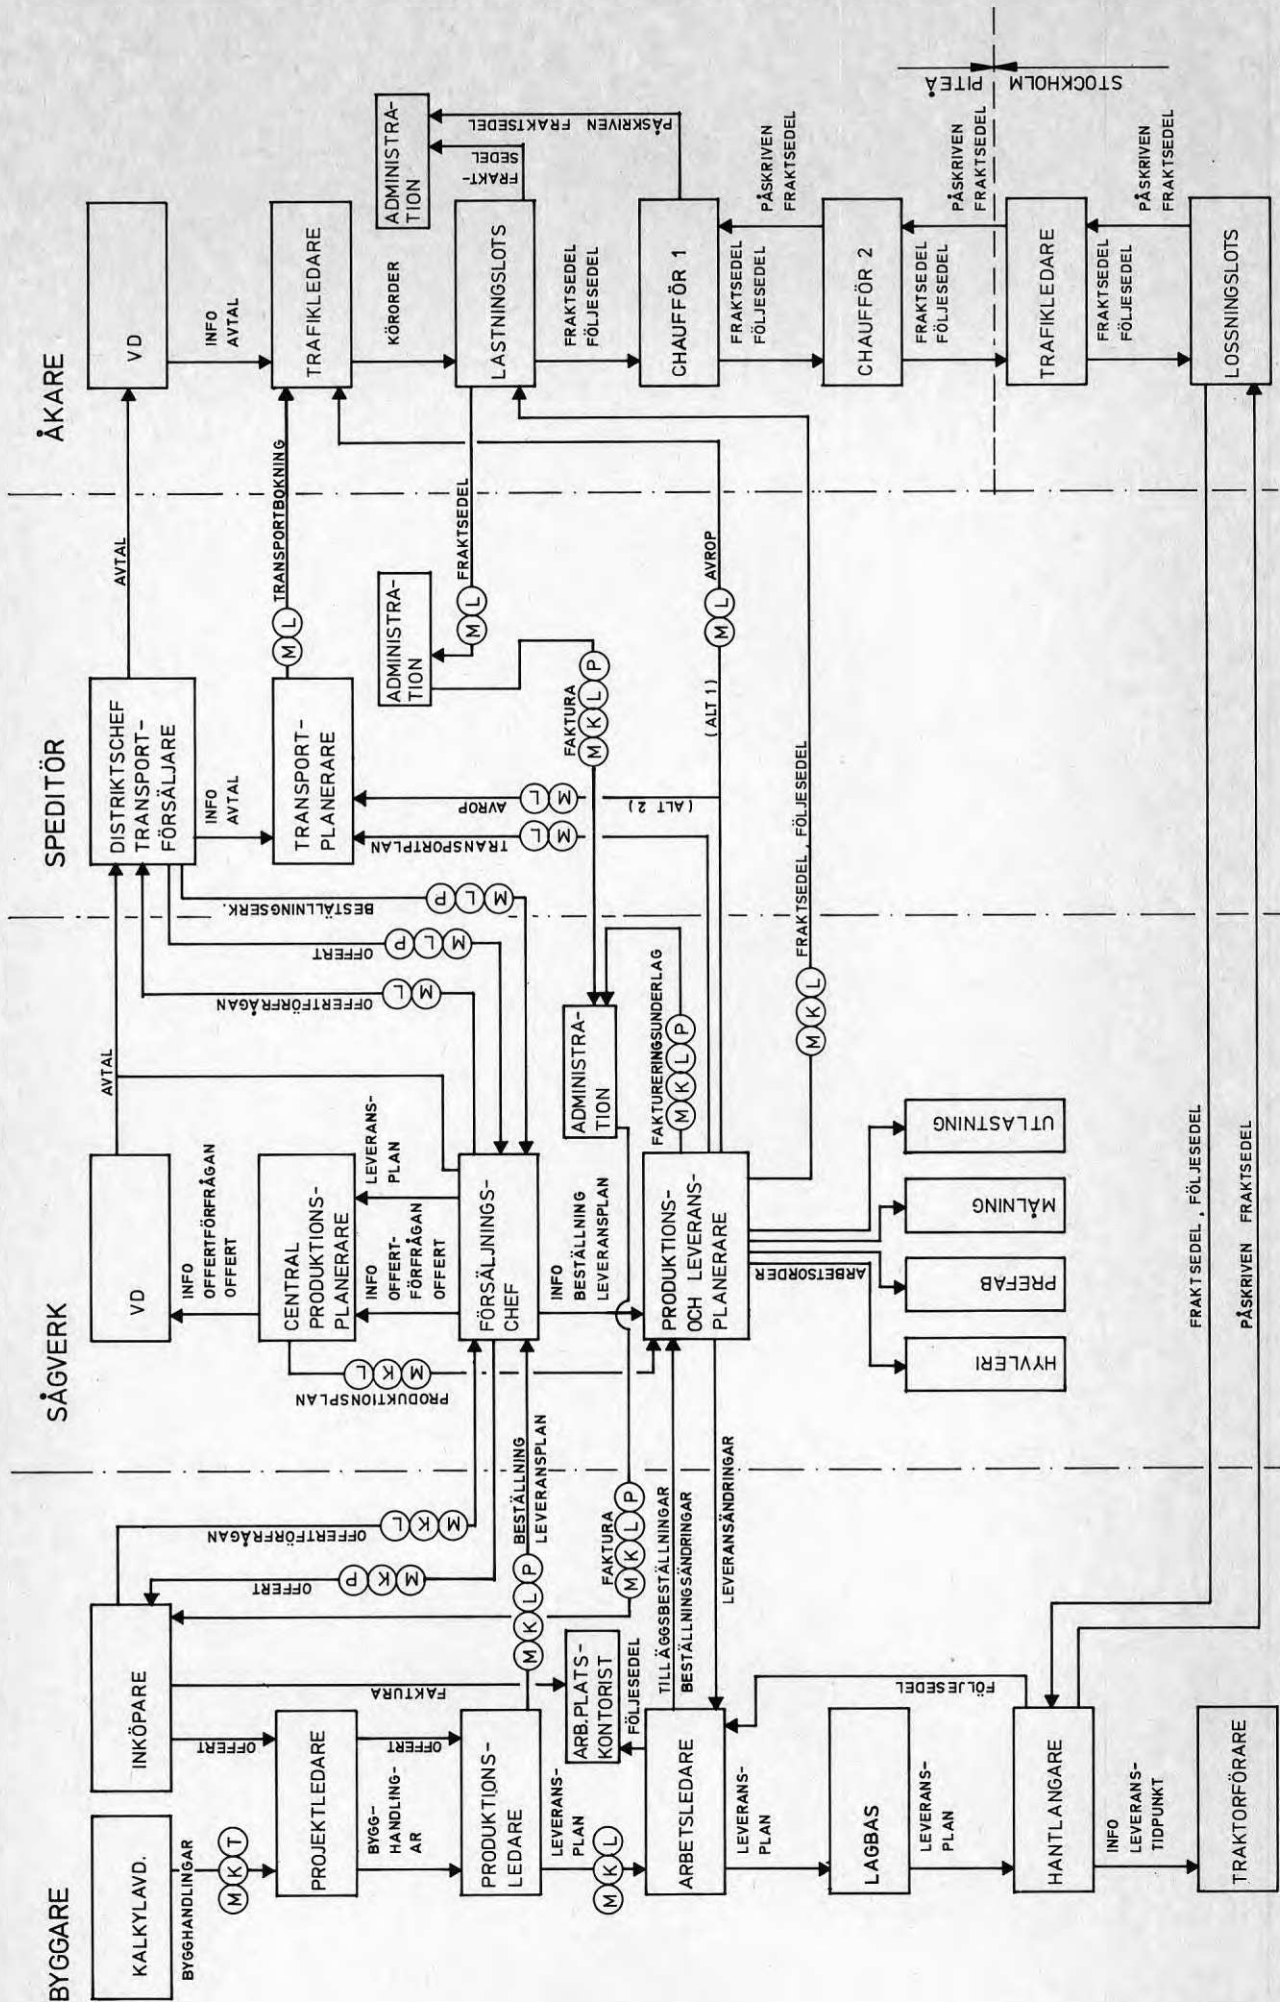 BYGGARE
KALKYLAVD.
BYGGHANDLINGAR
M K T
PROJEKTLEDARE
BYGG-
HANDLING-
AR
OFFERT
PRODUKTIONS-
LEDARE
LEVERANS-
PLAN
M K L
ARBETSLEDARE
LEVERANS-
PLAN
LAGBAS
LEVERANS-
PLAN
HANTLANGARE
INFO
LEVERANS-
TIDPUNKT
TRAKTORFÖRARE
INKÖPARE
OFFERT
FAKTURA
ARB.PLATS-
KONTORIST
FÖLJESEDEL
FÖLJESEDEL
OFFERTFÖRFRÅGAN
M K L
OFFERT
M K P
M K L P
BESTÄLLNING
LEVERANSPLAN
FAKTURA
M K L P
TILLÄGGSBESTÄLLNINGAR
BESTÄLLNINGSÄNDRINGAR
LEVERANSÄNDRINGAR
SÅGVERK
VD
INFO
OFFERTFÖRFRÅGAN
OFFERT
CENTRAL
PRODUKTIONS-
PLANERARE
LEVERANS-
PLAN
INFO
OFFERT-
FÖRFRÅGAN
OFFERT
PRODUKTIONSPLAN
M K L
FÖRSÄLJNINGS-
CHEF
INFO
BESTÄLLNING
LEVERANSPLAN
ADMINISTRA-
TION
PRODUKTIONS-
OCH LEVERANS-
PLANERARE
FAKTURERINGSUNDERLAG
M K L P
ARBETSORDER
HYVLERI
PREFAB
MÅLNING
UTLASTNING
AVTAL
OFFERTFÖRFRÅGAN
M L
OFFERT
M L P
BESTÄLLNINGSERK.
M L P
M K L
FRAKTSEDEL, FÖLJESEDEL
SPEDITÖR
DISTRIKTSCHEF
TRANSPORT-
FÖRSÄLJARE
INFO
AVTAL
TRANSPORT-
PLANERARE
TRANSPORTPLAN
M L
AVROP
M L
(ALT 2)
(ALT 1)
M L
AVROP
ADMINISTRA-
TION
FAKTURA
M K L P
M L
FRAKTSEDEL
M L
TRANSPORTBOKNING
AVTAL
ÅKARE
VD
INFO
AVTAL
TRAFIKLEDARE
KÖRORDER
LASTNINGSLOTS
FRAKT-
SEDEL
ADMINISTRA-
TION
PÅSKRIVEN FRAKTSEDEL
FRAKTSEDEL
FÖLJESEDEL
CHAUFFÖR 1
FRAKTSEDEL
FÖLJESEDEL
PÅSKRIVEN
FRAKTSEDEL
CHAUFFÖR 2
FRAKTSEDEL
FÖLJESEDEL
PÅSKRIVEN
FRAKTSEDEL
PITEÅ
STOCKHOLM
TRAFIKLEDARE
FRAKTSEDEL
FÖLJESEDEL
PÅSKRIVEN
FRAKTSEDEL
LOSSNINGSLOTS
FRAKTSEDEL, FÖLJESEDEL
PÅSKRIVEN FRAKTSEDEL